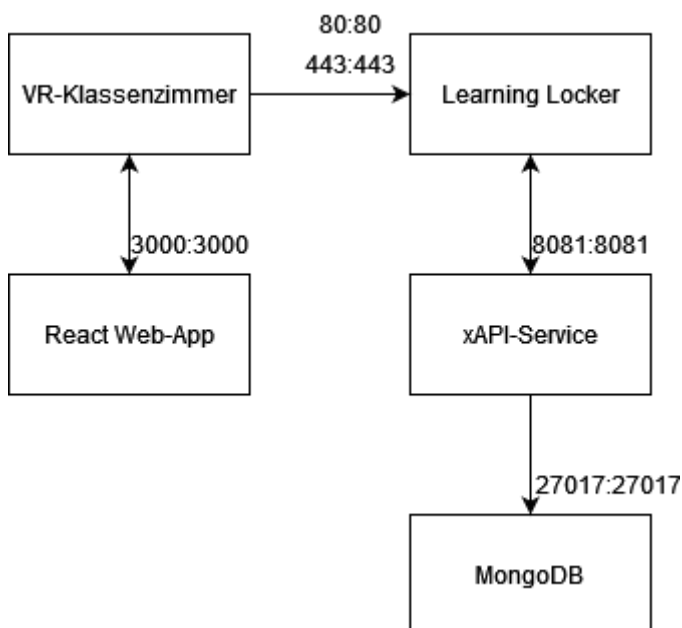 80:80
443:443
VR-Klassenzimmer
Learning Locker
3000:3000
8081:8081
React Web-App
xAPI-Service
27017:27017
MongoDB